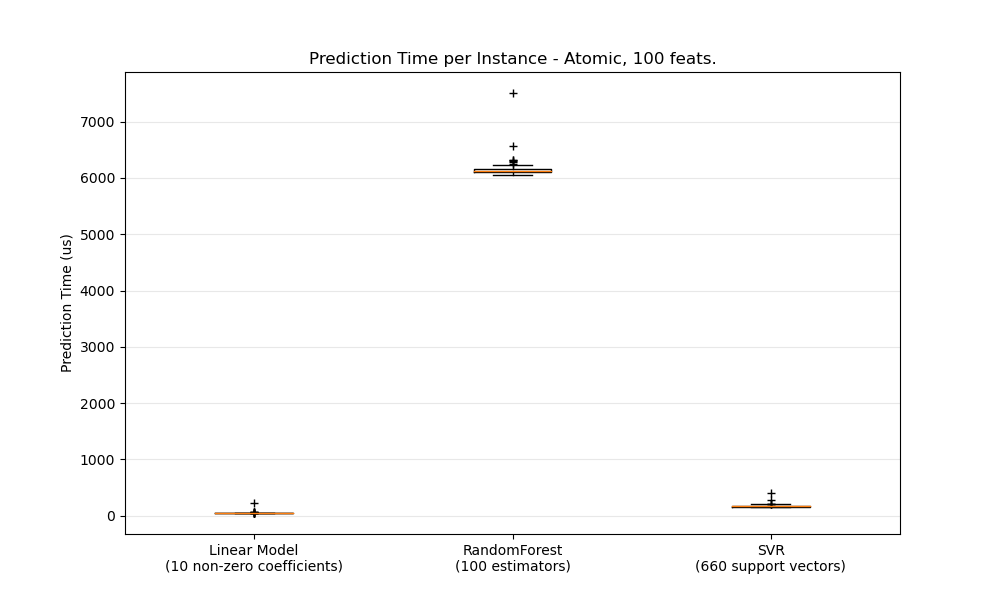 Prediction Time per Instance - Atomic, 100 feats.
Prediction Time (us)
7000
6000
5000
4000
3000
2000
1000
0
Linear Model
(10 non-zero coefficients)
RandomForest
(100 estimators)
SVR
(660 support vectors)